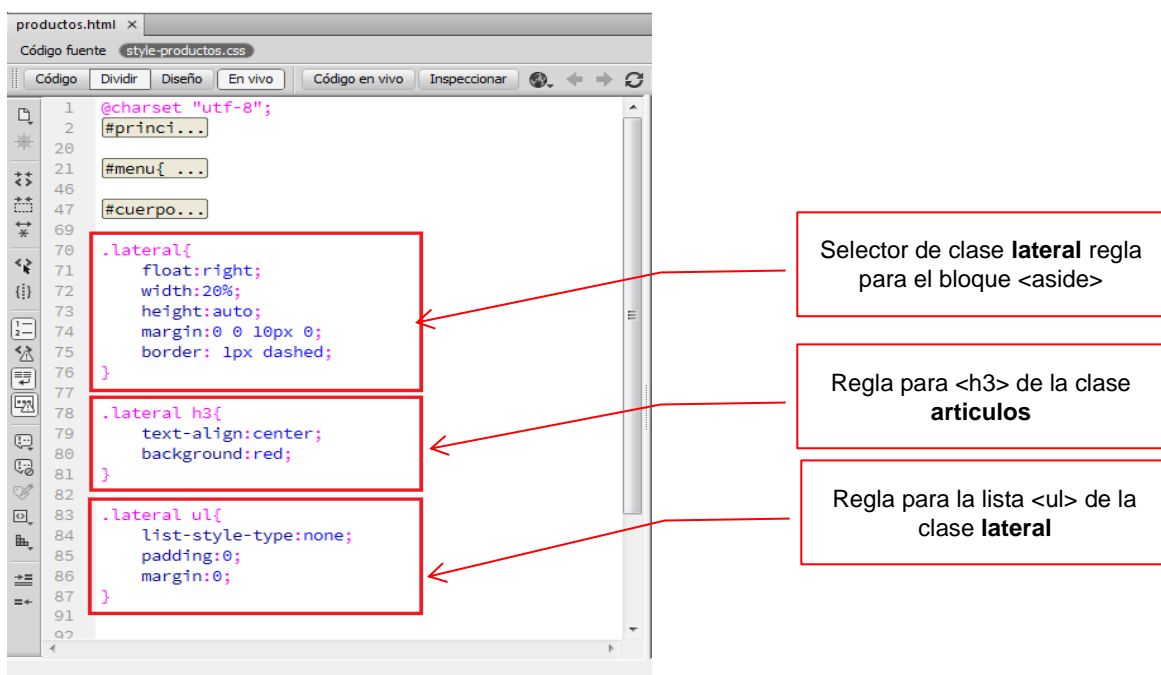 productos.html ×
Código fuente style-productos.css
Código Dividir Diseño En vivo Código en vivo Inspeccionar
1 @charset "utf-8";
2 #princi...
20
21 #menu{ ...
46
47 #cuerpo...
69
70 .lateral{
71 float:right;
72 width:20%;
73 height:auto;
74 margin:0 0 10px 0;
75 border: 1px dashed;
76 }
77
78 .lateral h3{
79 text-align:center;
80 background:red;
81 }
82
83 .lateral ul{
84 list-style-type:none;
85 padding:0;
86 margin:0;
87 }
91
92
Selector de clase lateral regla
para el bloque <aside>
Regla para <h3> de la clase
articulos
Regla para la lista <ul> de la
clase lateral